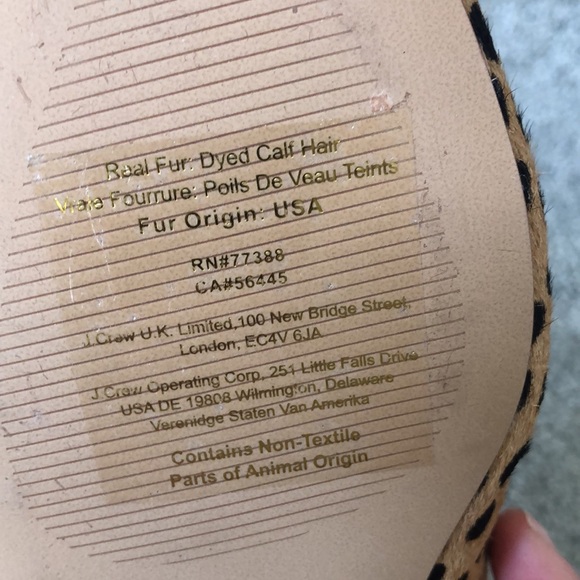 Real Fur: Dyed Calf Hair
Vraie Fourrure: Poils De Veau Teints
Fur Origin: USA
RN#77388
CA#56445
J.Crew U.K. Limited,100 New Bridge Street,
London, EC4V 6JA
J.Crew Operating Corp. 251 Little Falls Drive
USA DE 19808 Wilmington, Delaware
Verenidge Staten Van Amerika
Contains Non-Textile
Parts of Animal Origin